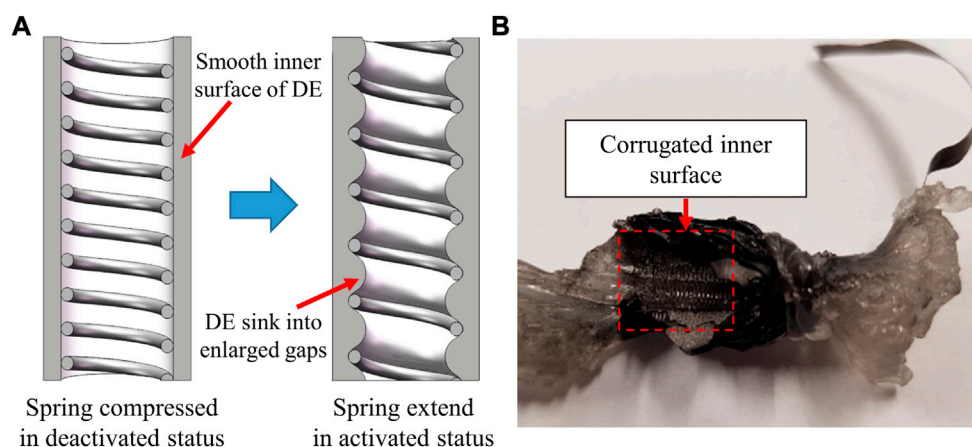 A
Smooth inner
surface of DE
DE sink into
enlarged gaps
Spring compressed
in deactivated status
Spring extend
in activated status
B
Corrugated inner
surface